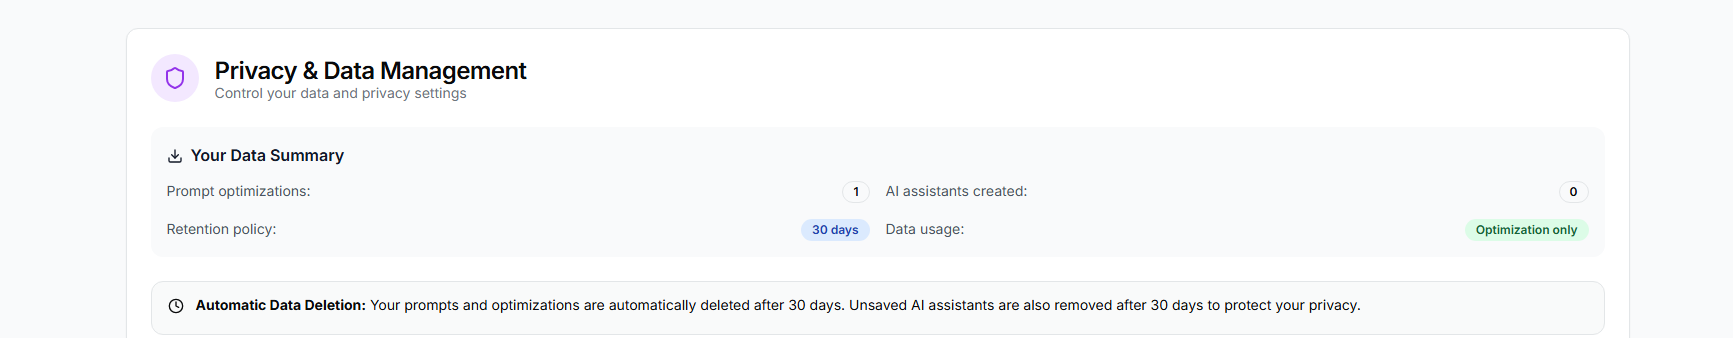 Privacy & Data Management
Control your data and privacy settings
Your Data Summary
Prompt optimizations: 1 AI assistants created: 0
Retention policy: 30 days Data usage: Optimization only
Automatic Data Deletion: Your prompts and optimizations are automatically deleted after 30 days. Unsaved AI assistants are also removed after 30 days to protect your privacy.